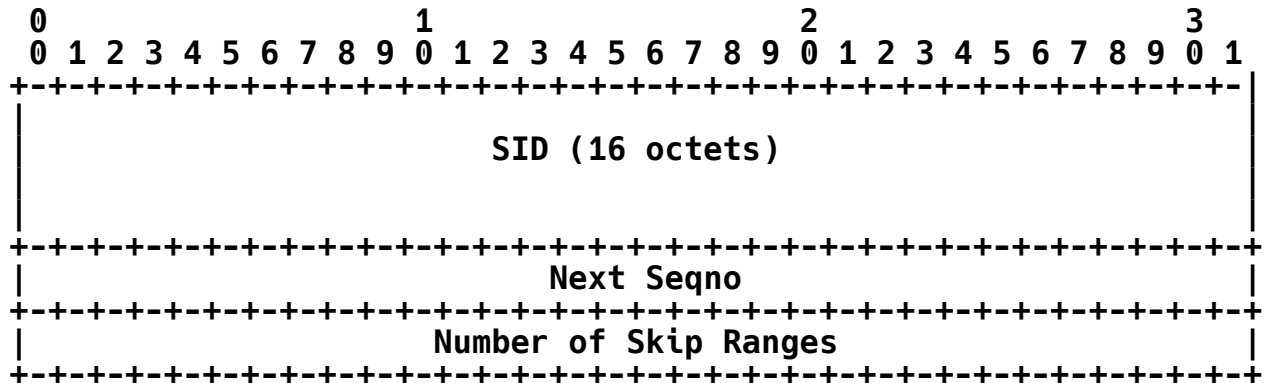 0                   1                   2                   3
 0 1 2 3 4 5 6 7 8 9 0 1 2 3 4 5 6 7 8 9 0 1 2 3 4 5 6 7 8 9 0 1
+-+-+-+-+-+-+-+-+-+-+-+-+-+-+-+-+-+-+-+-+-+-+-+-+-+-+-+-+-+-+-+-|
|                                                               |
|                        SID (16 octets)                        |
|                                                               |
|                                                               |
+-+-+-+-+-+-+-+-+-+-+-+-+-+-+-+-+-+-+-+-+-+-+-+-+-+-+-+-+-+-+-+-+
|                           Next Seqno                          |
+-+-+-+-+-+-+-+-+-+-+-+-+-+-+-+-+-+-+-+-+-+-+-+-+-+-+-+-+-+-+-+-+
|                     Number of Skip Ranges                     |
+-+-+-+-+-+-+-+-+-+-+-+-+-+-+-+-+-+-+-+-+-+-+-+-+-+-+-+-+-+-+-+-+